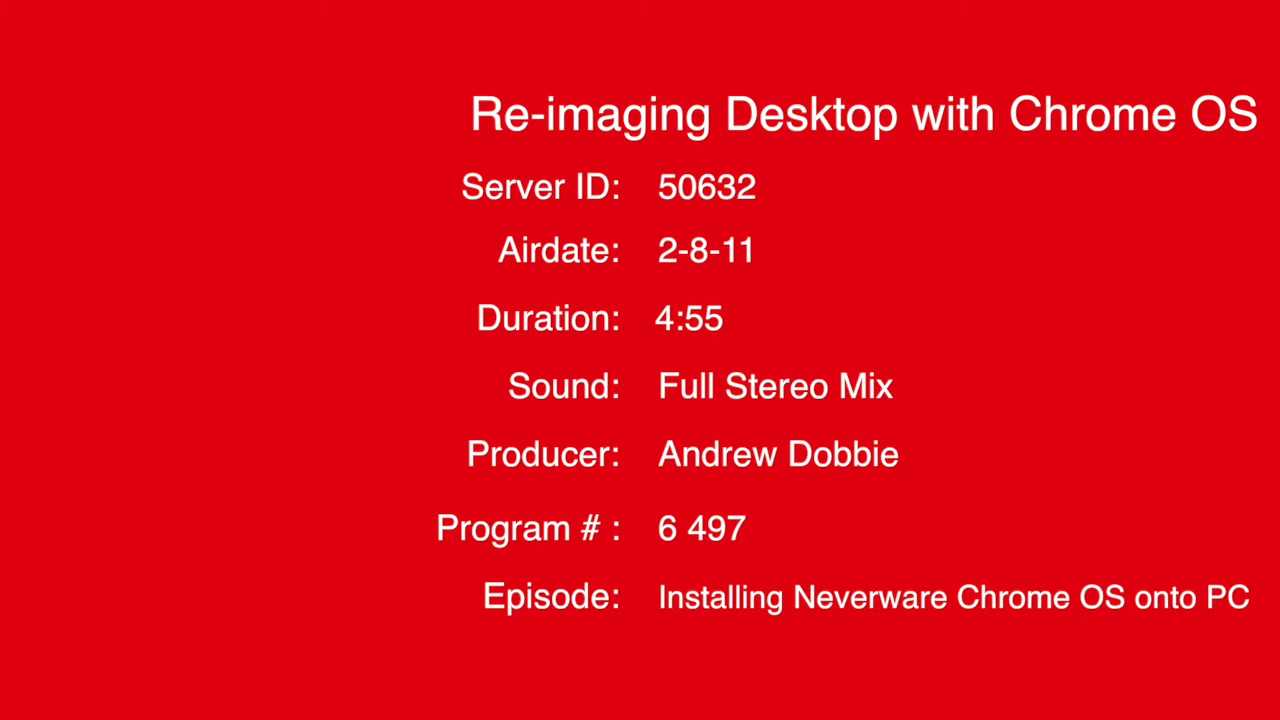 Re-imaging Desktop with Chrome OS
Server ID: 50632
Airdate: 2-8-11
Duration: 4:55
Sound: Full Stereo Mix
Producer: Andrew Dobbie
Program # : 6 497
Episode: Installing Neverware Chrome OS onto PC